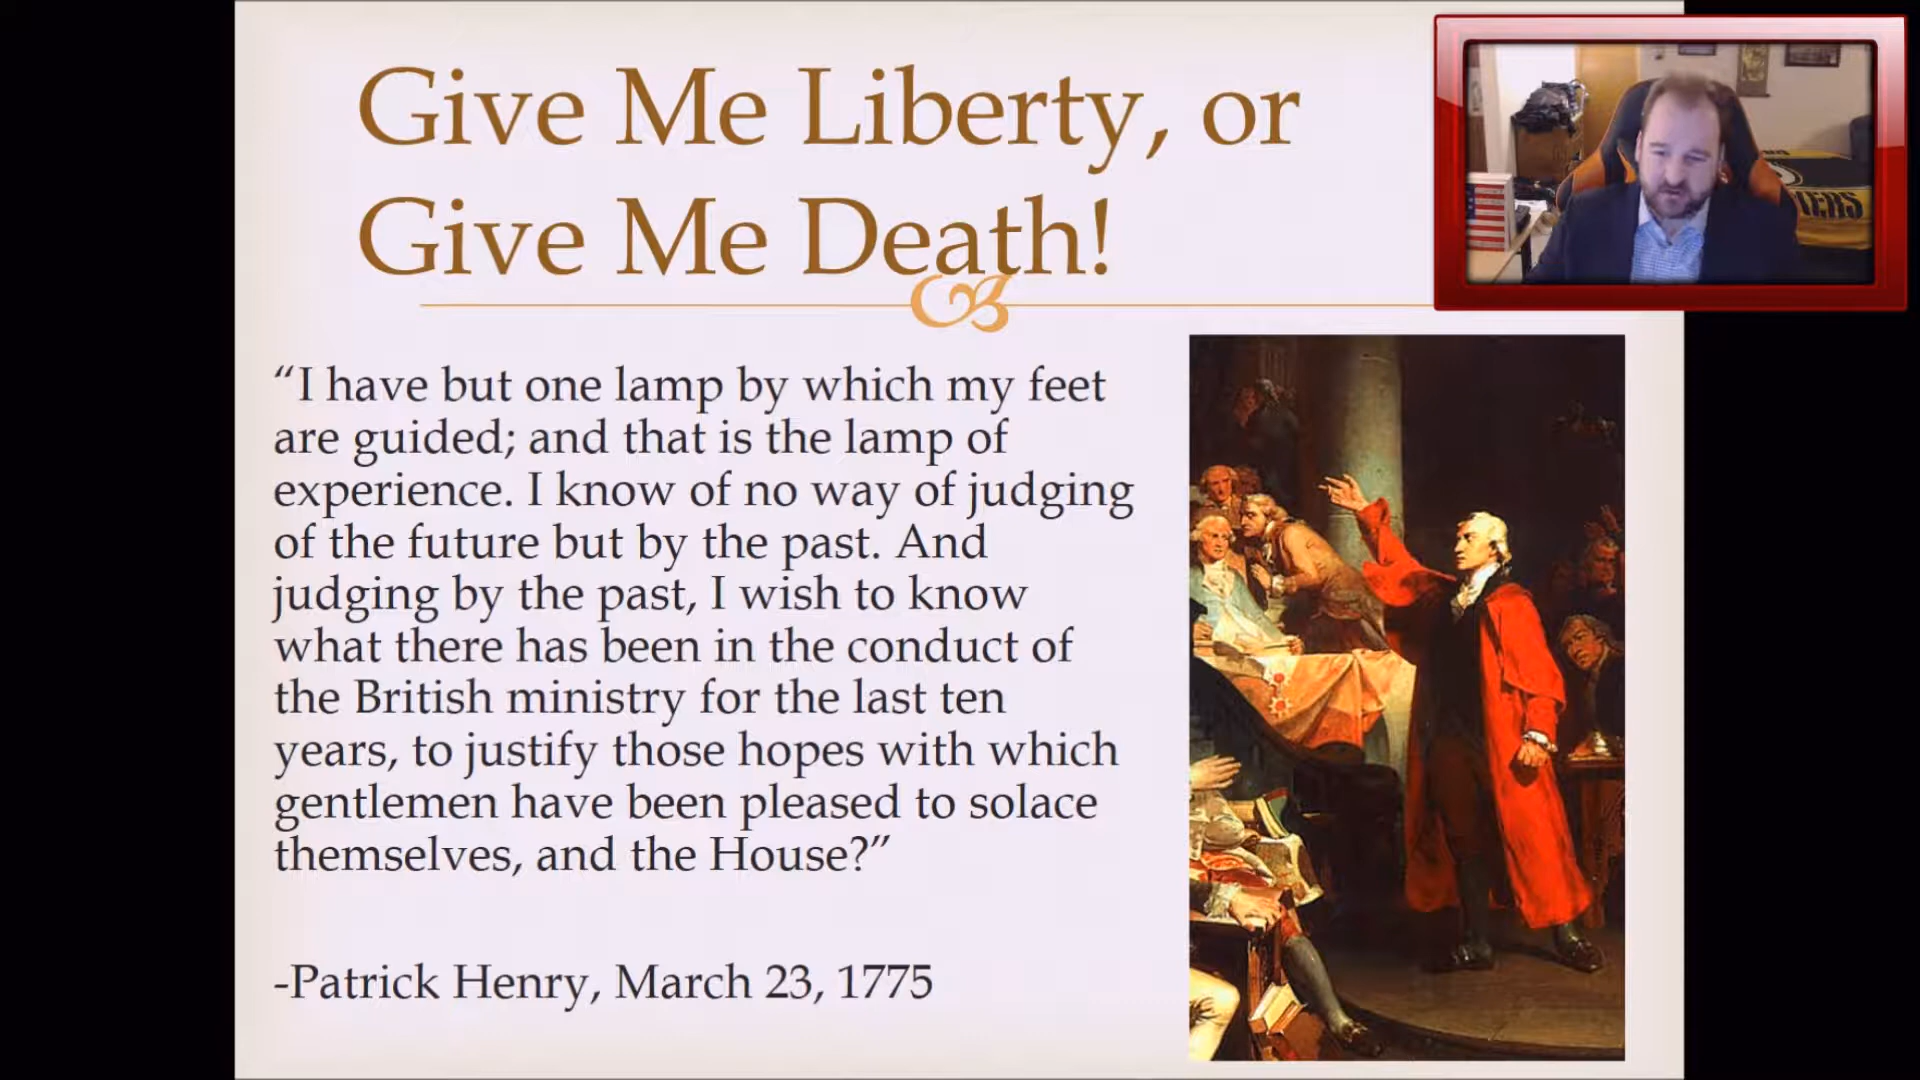 Give Me Liberty, or
Give Me Death!
“I have but one lamp by which my feet
are guided; and that is the lamp of
experience. I know of no way of judging
of the future but by the past. And
judging by the past, I wish to know
what there has been in the conduct of
the British ministry for the last ten
years, to justify those hopes with which
gentlemen have been pleased to solace
themselves, and the House?”
-Patrick Henry, March 23, 1775